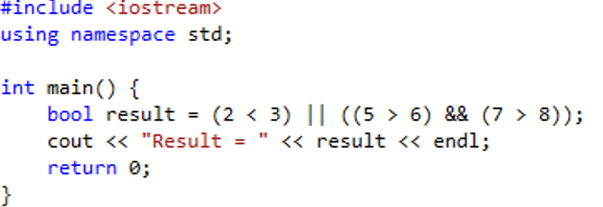 #include <iostream>
using namespace std;
int main() {
bool result = (2 < 3) || ((5 > 6) && (7 > 8));
cout << "Result = " << result << endl;
return 0;
}